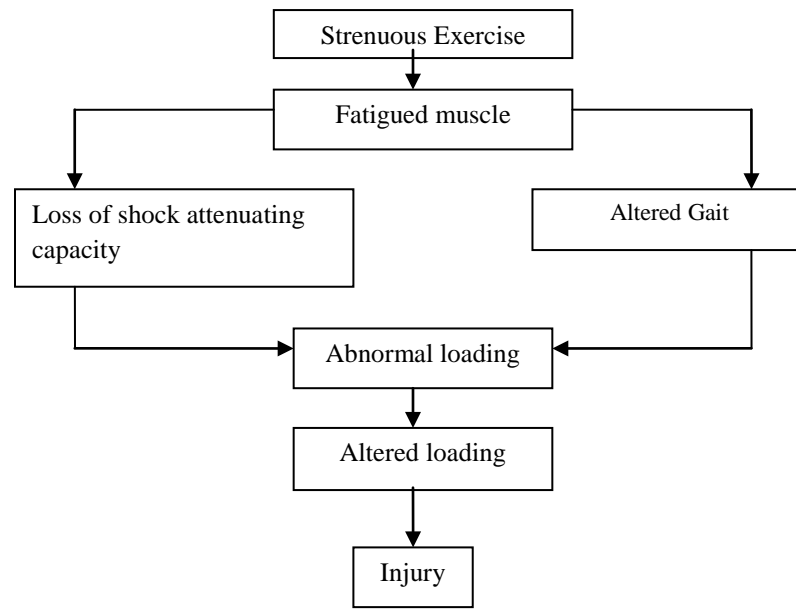 Strenuous Exercise
Fatigued muscle
Loss of shock attenuating
capacity
Altered Gait
Abnormal loading
Altered loading
Injury